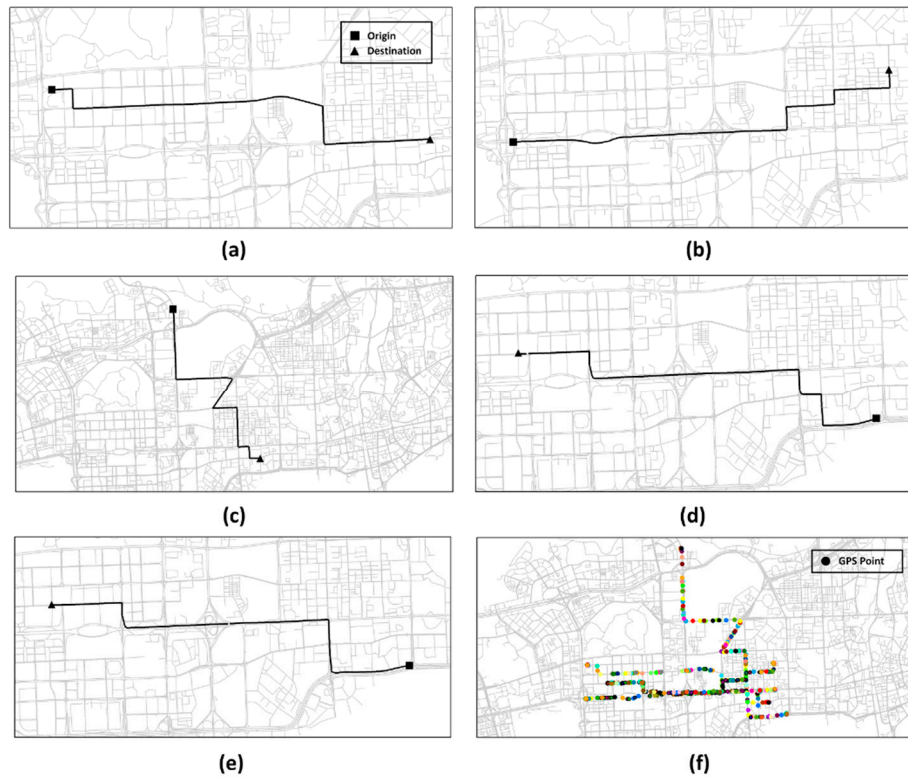 Origin
Destination
(a)
(b)
(c)
(d)
(e)
GPS Point
(f)